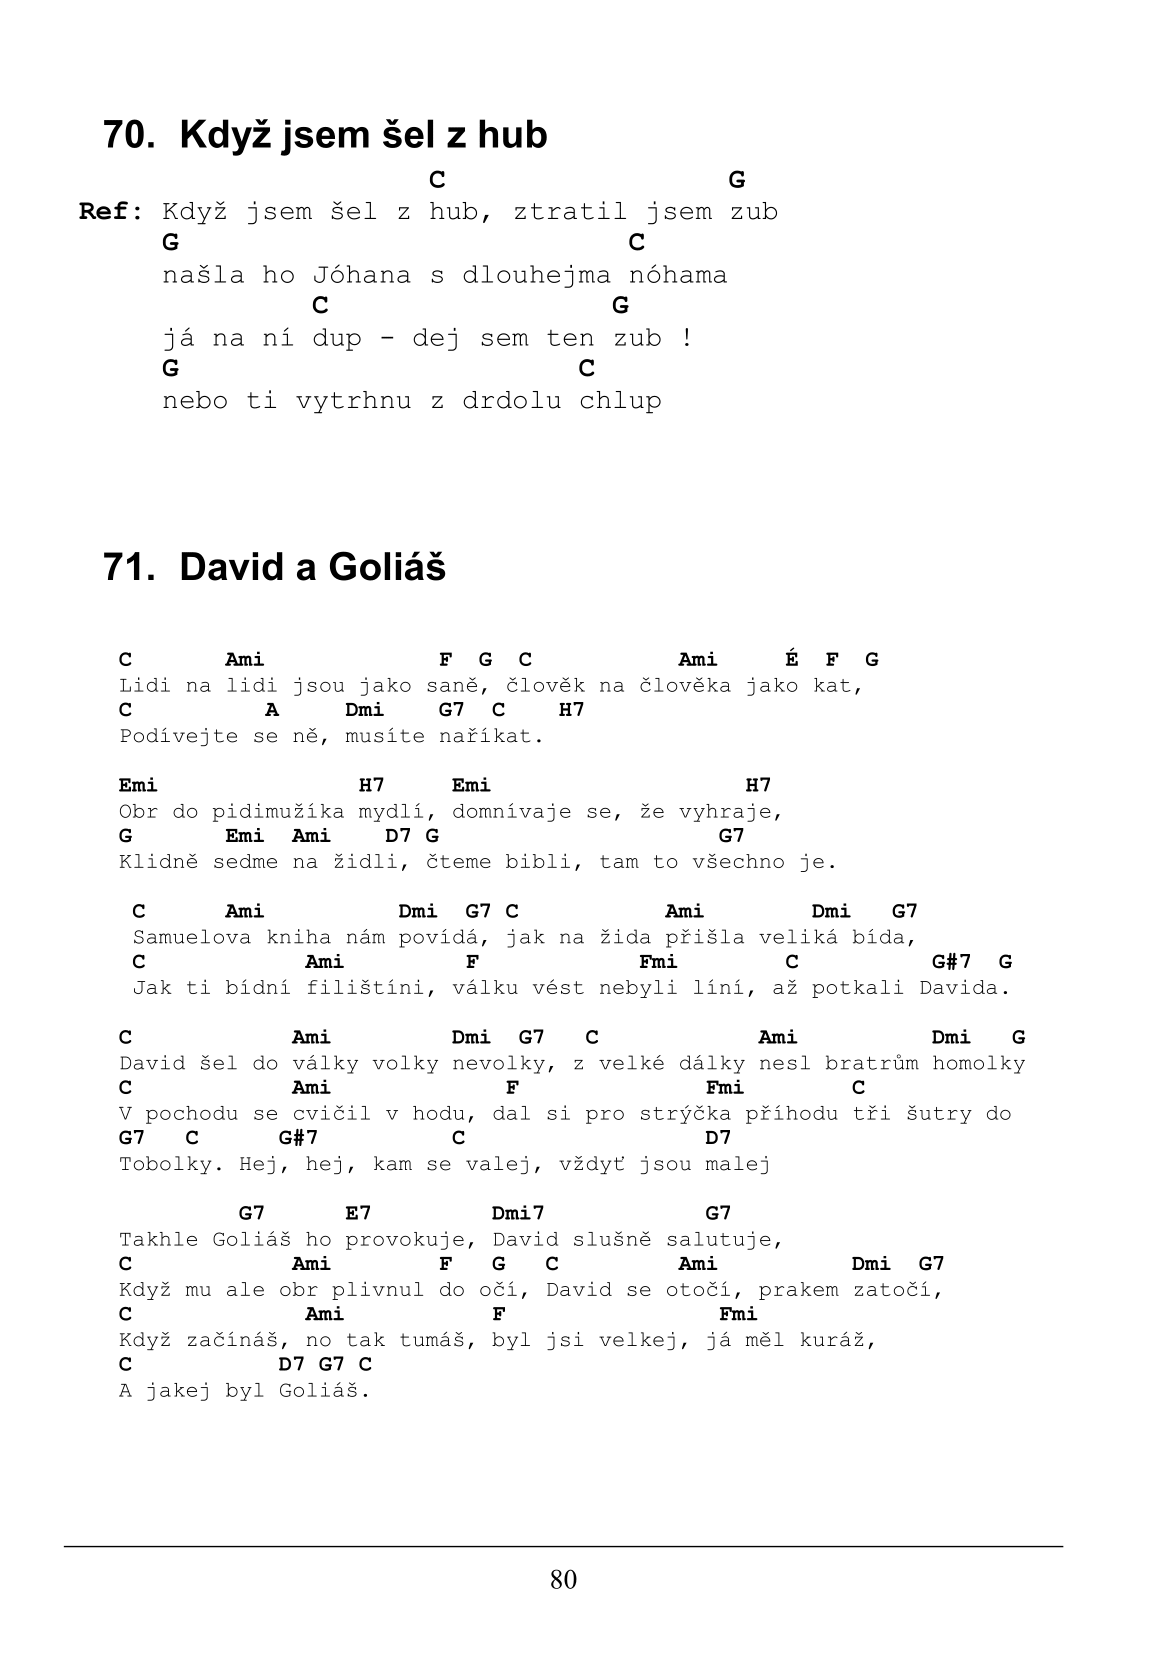 70. Když jsem šel z hub
C G
Ref: Když jsem šel z hub, ztratil jsem zub
G C
našla ho Jóhana s dlouhejma nóhama
C G
já na ní dup - dej sem ten zub !
G C
nebo ti vytrhnu z drdolu chlup
71. David a Goliáš
C Ami F G C Ami É F G
Lidi na lidi jsou jako saně, člověk na člověka jako kat,
C A Dmi G7 C H7
Podívejte se ně, musíte naříkat.
Emi H7 Emi H7
Obr do pidimužíka mydlí, domnívaje se, že vyhraje,
G Emi Ami D7 G G7
Klidně sedme na židli, čteme bibli, tam to všechno je.
C Ami Dmi G7 C Ami Dmi G7
Samuelova kniha nám povídá, jak na žida přišla veliká bída,
C Ami F Fmi C G#7 G
Jak ti bídní filištíni, válku vést nebyli líní, až potkali Davida.
C Ami Dmi G7 C Ami Dmi G
David šel do války volky nevolky, z velké dálky nesl bratrům homolky
C Ami F Fmi C
V pochodu se cvičil v hodu, dal si pro strýčka příhodu tři šutry do
G7 C G#7 C D7
Tobolky. Hej, hej, kam se valej, vždyť jsou malej
G7 E7 Dmi7 G7
Takhle Goliáš ho provokuje, David slušně salutuje,
C Ami F G C Ami Dmi G7
Když mu ale obr plivnul do očí, David se otočí, prakem zatočí,
C Ami F Fmi
Když začínáš, no tak tumáš, byl jsi velkej, já měl kuráž,
C D7 G7 C
A jakej byl Goliáš.
80